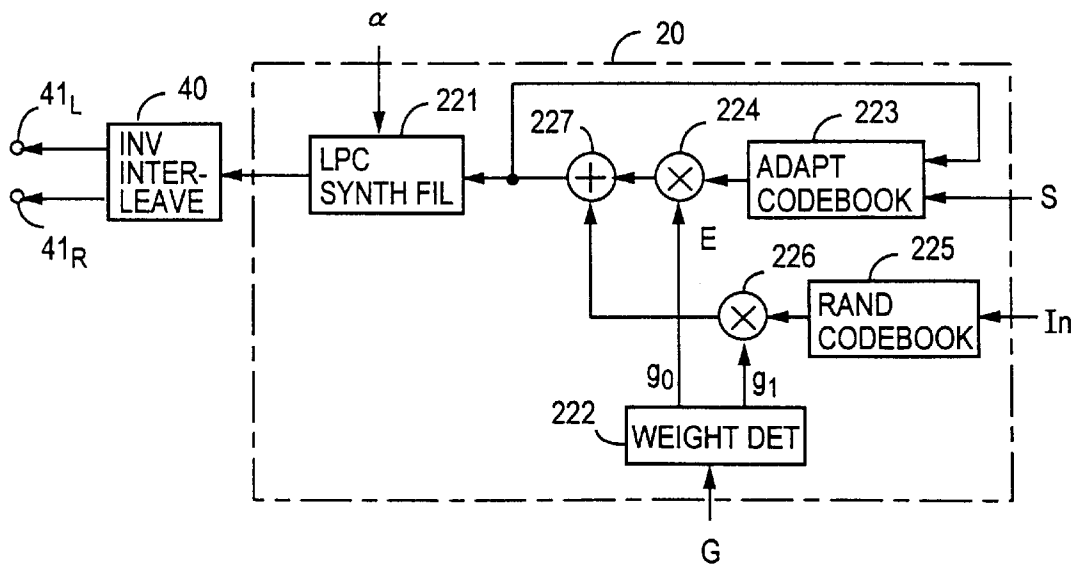 α
20
41L
40
221
227
224
223
INV
INTER-
LEAVE
LPC
SYNTH FIL
ADAPT
CODEBOOK
S
41R
E
226
225
RAND
CODEBOOK
In
g0
g1
222
WEIGHT DET
G